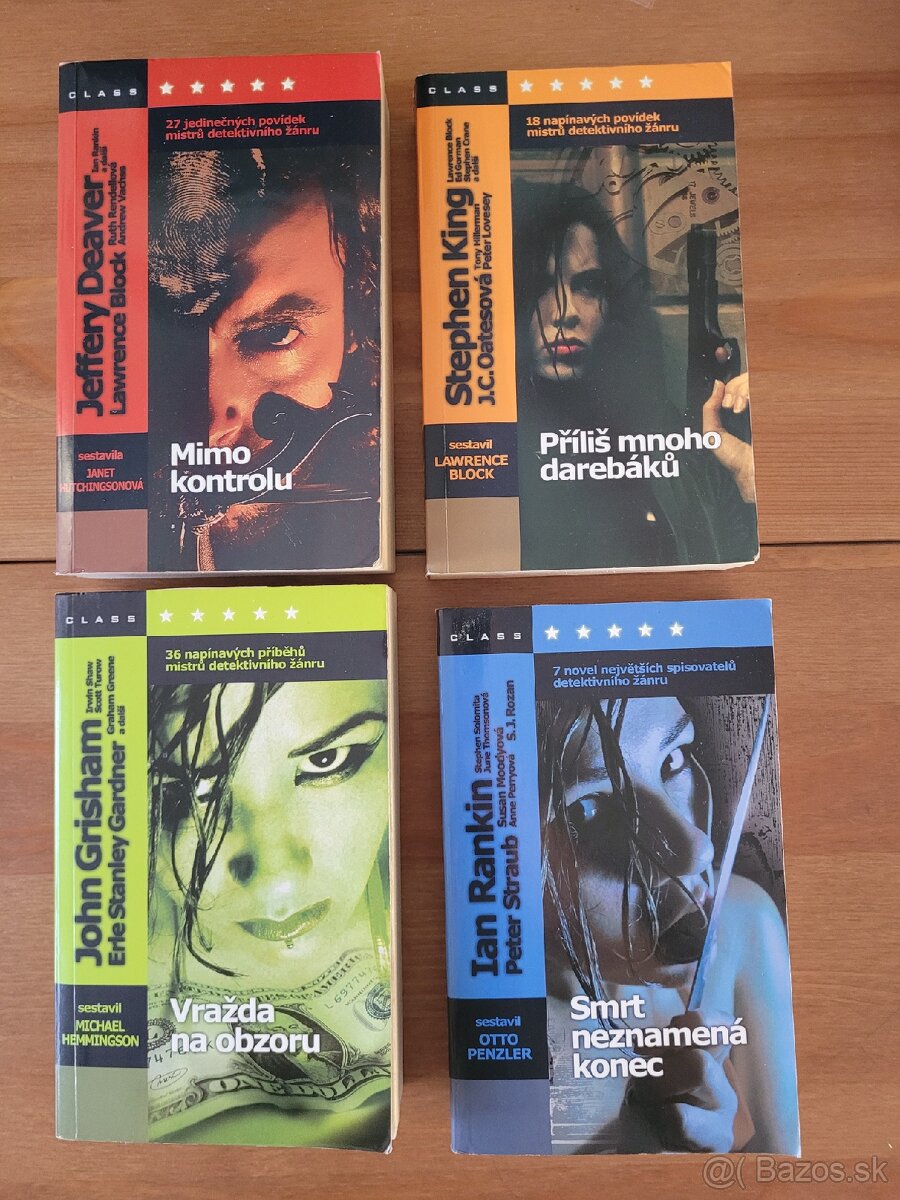 CLASS
27 jedinečných povídek
mistrů detektivního žánru
Jeffery Deaver
Ian Rankin
a další
Lawrence Block
Ruth Rendellová
Andrew Vachss
Mimo
kontrolu
sestavila
JANET
HUTCHINGSONOVÁ
CLASS
18 napínavých povídek
mistrů detektivního žánru
Stephen King
Lawrence Block
Ed Gorman
Stephen Crane
a další
J.C. Oatesová
Tony Hillerman
Peter Lovesey
17 JEWELS
Příliš mnoho
darebáků
sestavil
LAWRENCE
BLOCK
CLASS
36 napínavých příběhů
mistrů detektivního žánru
John Grisham
Irwin Shaw
Scott Turow
Erle Stanley Gardner
Graham Greene
a další
Vražda
na obzoru
sestavil
MICHAEL
HEMMINGSON
CLASS
7 novel největších spisovatelů
detektivního žánru
Ian Rankin
Stephen Solomita
June Thomsonová
Peter Straub
Susan Moodyová
Anne Perryová
S. J. Rozan
Smrt
neznamená
konec
sestavil
OTTO
PENZLER
@ Bazos.sk